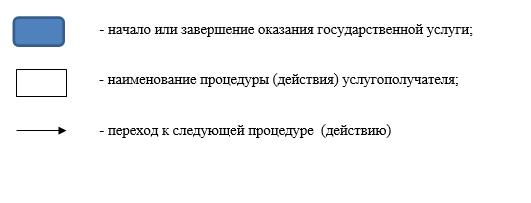 - начало или завершение оказания государственной услуги;
- наименование процедуры (действия) услугополучателя;
- переход к следующей процедуре (действию)